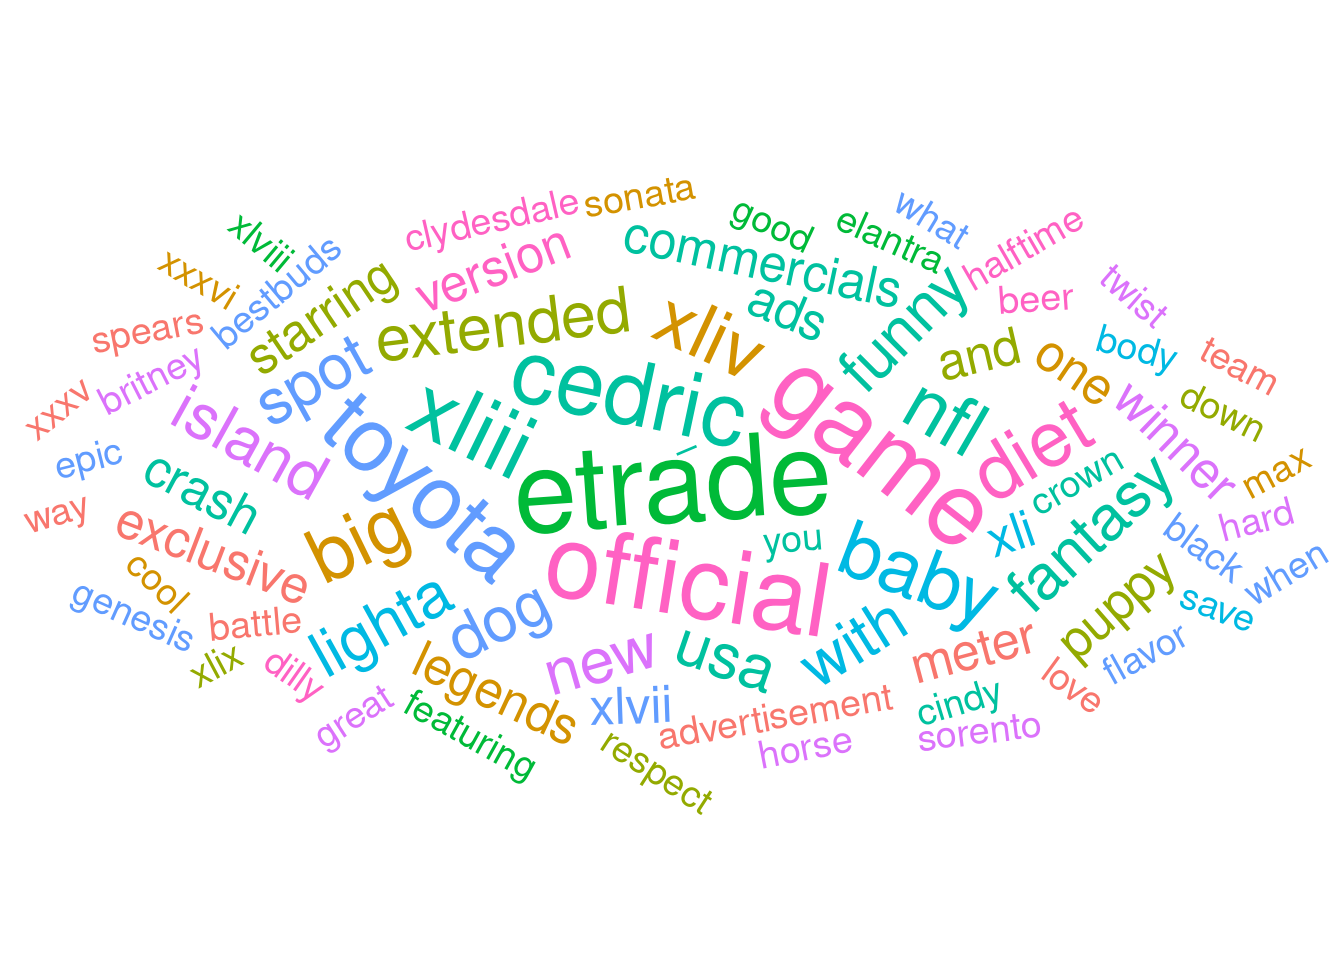 sonata
clydesdale
good
what
elantra
halftime
xlviii
version
commercials
bestbuds
xxxvi
starring
extended
xliv
ads
funny
beer
twist
spears
britney
spot
cedric
and
one
body
team
xxxv
island
toyota
xliii
game
nfl
diet
winner
down
epic
crash
etrade
–
crown
max
way
exclusive
big
official
you
baby
xli
fantasy
black
hard
when
cool
genesis
battle
lighta
dog
with
puppy
save
xlix
dilly
legends
new
usa
meter
flavor
great
featuring
xlvii
advertisement
cindy
love
respect
horse
sorento